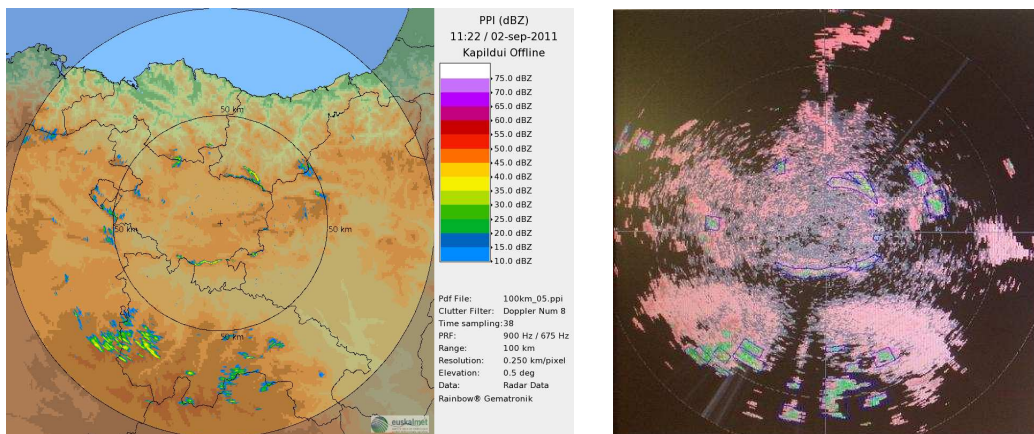 PPI (dBZ)
11:22 / 02-sep-2011
Kapildui Offline
75.0 dBZ
70.0 dBZ
65.0 dBZ
60.0 dBZ
55.0 dBZ
50.0 dBZ
45.0 dBZ
40.0 dBZ
35.0 dBZ
30.0 dBZ
25.0 dBZ
20.0 dBZ
15.0 dBZ
10.0 dBZ
50 km
50 km
50 km
50 km
Pdf File: 100km_05.ppi
Clutter Filter: Doppler Num 8
Time sampling:38
PRF: 900 Hz / 675 Hz
Range: 100 km
Resolution: 0.250 km/pixel
Elevation: 0.5 deg
Data: Radar Data
Rainbow® Gematronik
euskalmet